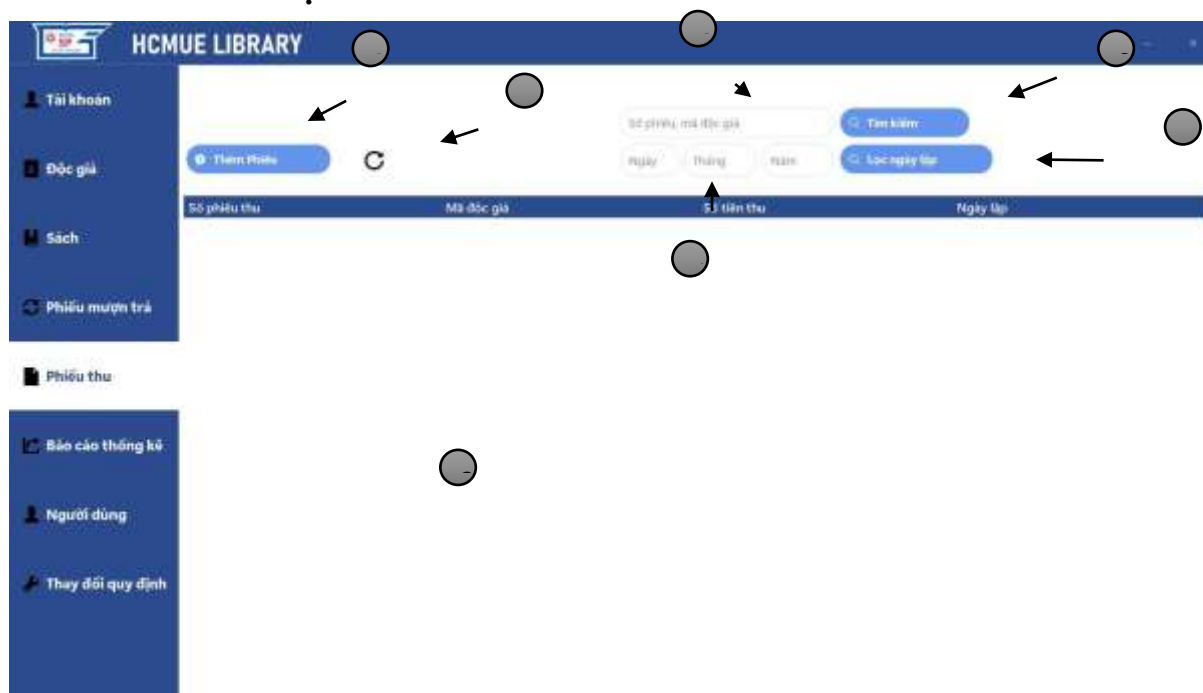 HCMUE LIBRARY
Tài khoản
Độc giả
Sách
Phiếu mượn trả
Phiếu thu
Báo cáo thống kê
Người dùng
Thay đổi quy định
Số phiếu, mã độc giả
Tìm kiếm
Thêm Phiếu
Ngày
Tháng
Năm
Lọc ngày lập
Số phiếu thu
Mã độc giả
Số tiền thu
Ngày lập